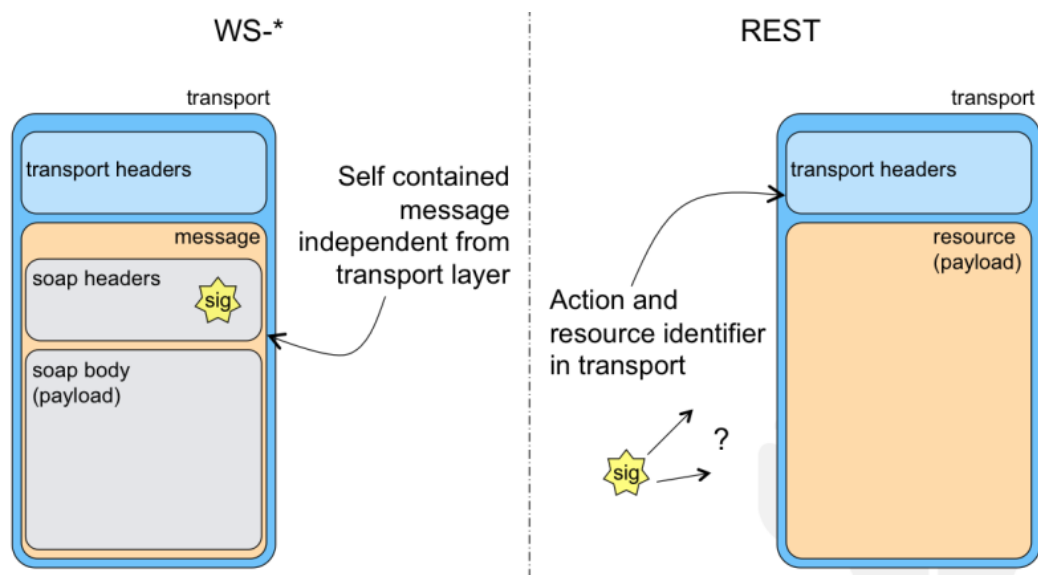 WS-*
transport
transport headers
message
soap headers
sig
soap body
(payload)
Self contained
message
independent from
transport layer
REST
transport
transport headers
resource
(payload)
Action and
resource identifier
in transport
sig
?